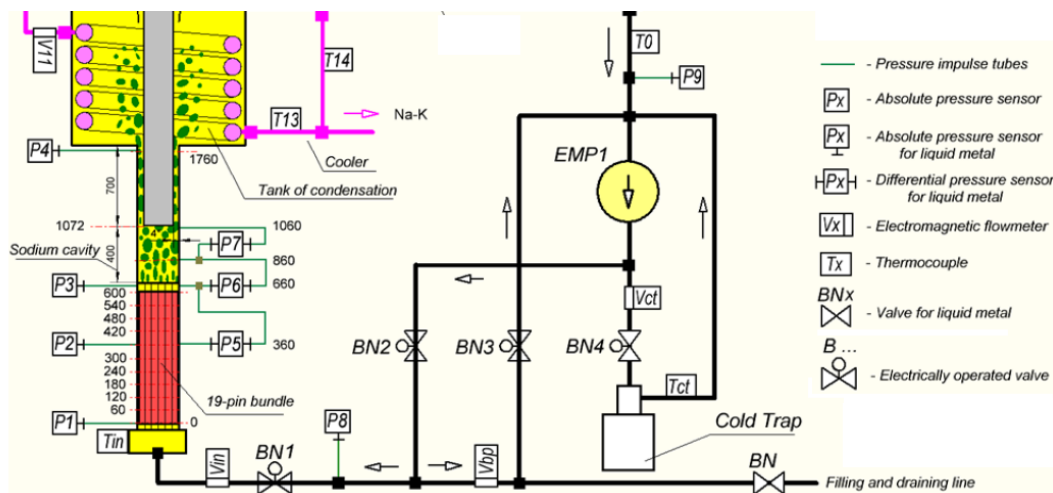 V11
T14
T13
Na-K
Cooler
P4
1760
Tank of condensation
700
1072
1060
4
Sodium cavity
400
P7
860
P3
P6
660
600
540
480
420
P2
P5
360
300
240
180
120
60
19-pin bundle
P1
0
Tin
Vin
BN1
P8
Vbp
T0
P9
EMP1
Vct
BN2
BN3
BN4
Tct
Cold Trap
BN
Filling and draining line
- Pressure impulse tubes
Px
- Absolute pressure sensor
Px
- Absolute pressure sensor
for liquid metal
Px
- Differential pressure sensor
for liquid metal
Vx
- Electromagnetic flowmeter
Tx
- Thermocouple
BNx
- Valve for liquid metal
B ...
- Electrically operated valve